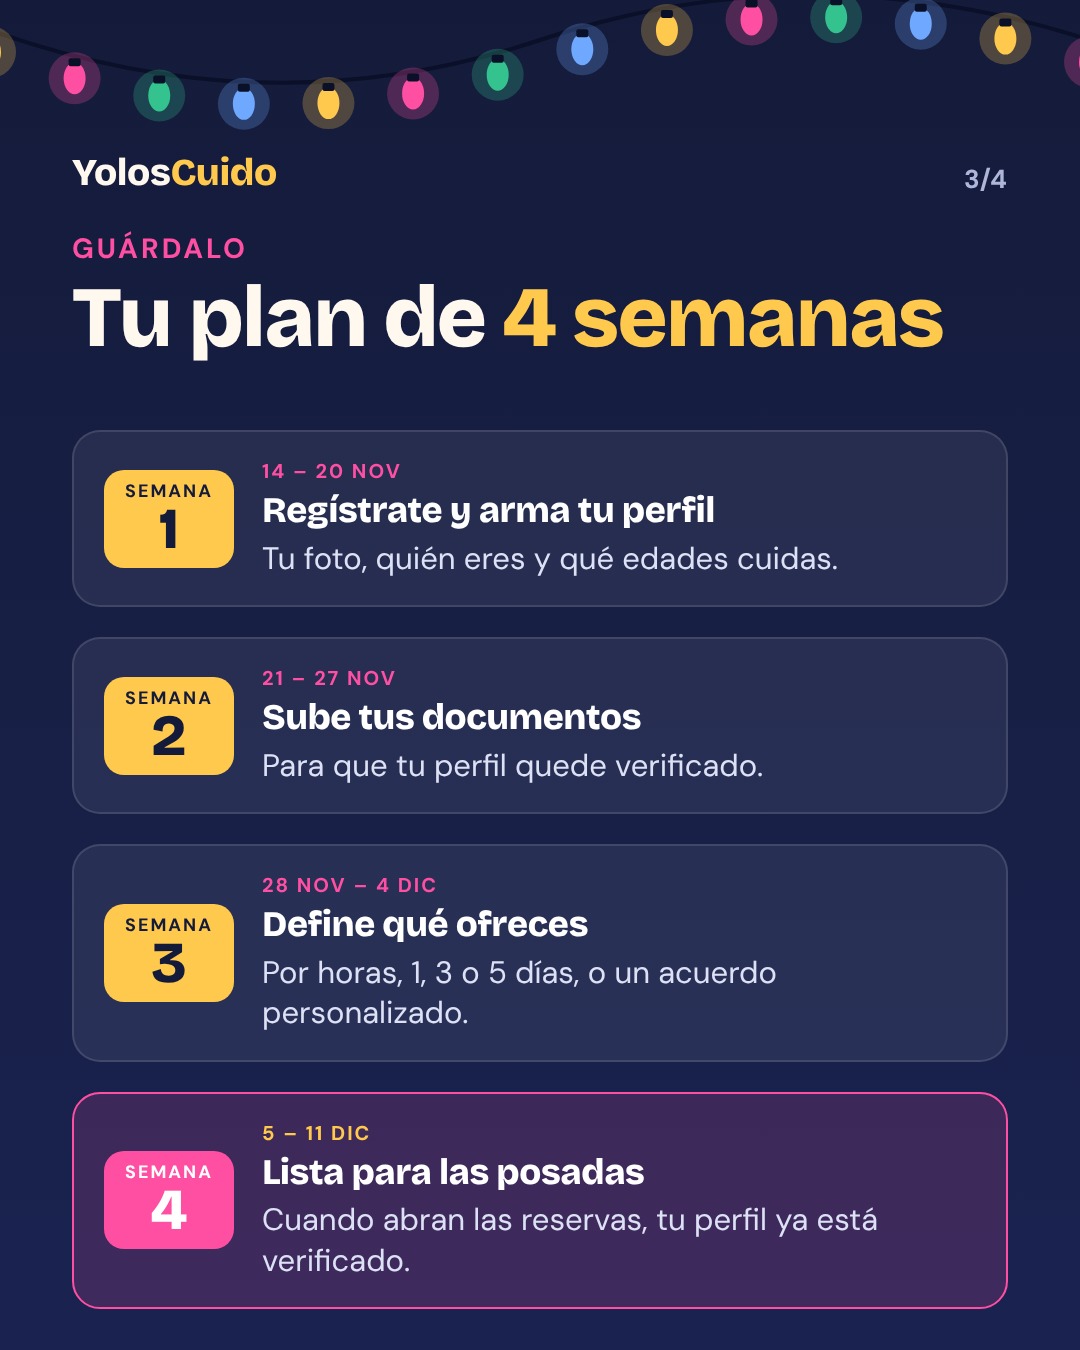 YolosCuido
3/4
GUÁRDALO
Tu plan de 4 semanas
SEMANA
1
14 – 20 NOV
Regístrate y arma tu perfil
Tu foto, quién eres y qué edades cuidas.
SEMANA
2
21 – 27 NOV
Sube tus documentos
Para que tu perfil quede verificado.
SEMANA
3
28 NOV – 4 DIC
Define qué ofreces
Por horas, 1, 3 o 5 días, o un acuerdo
personalizado.
SEMANA
4
5 – 11 DIC
Lista para las posadas
Cuando abran las reservas, tu perfil ya está
verificado.